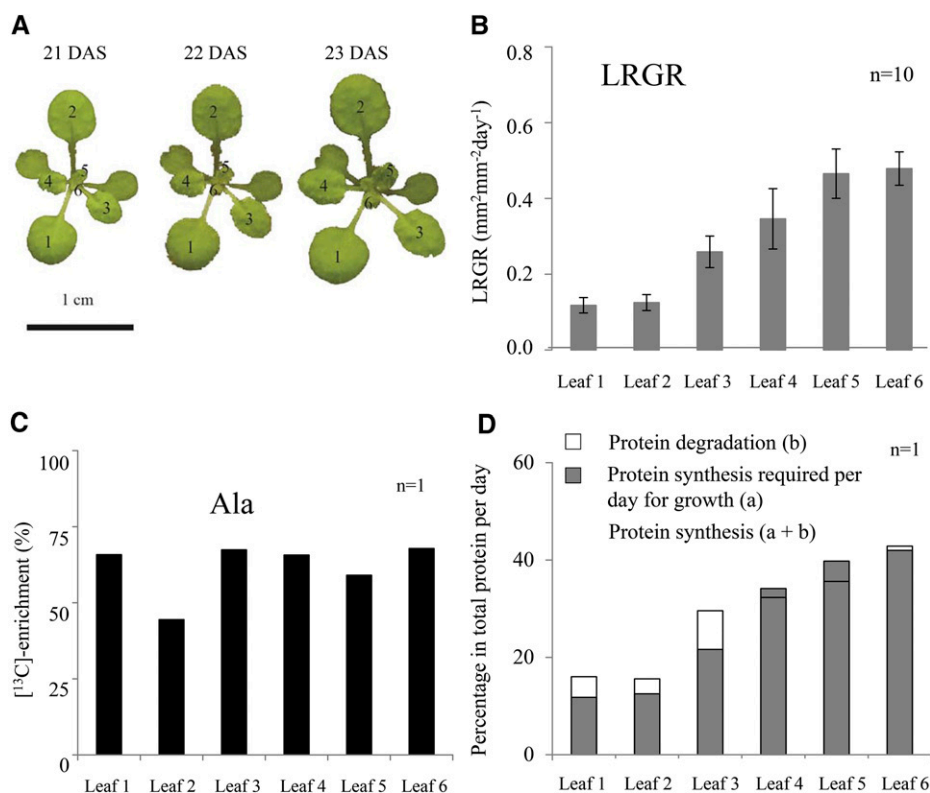 A
21 DAS
22 DAS
23 DAS
2
5
4
6
3
1
2
5
4
6
3
1
2
5
4
6
3
1
1 cm
B
LRGR
n=10
LRGR (mm²mm⁻²day⁻¹)
0.8
0.6
0.4
0.2
0.0
Leaf 1 Leaf 2 Leaf 3 Leaf 4 Leaf 5 Leaf 6
C
Ala
n=1
[¹³C]-enrichment (%)
100
75
50
25
0
Leaf 1 Leaf 2 Leaf 3 Leaf 4 Leaf 5 Leaf 6
D
Protein degradation (b)
n=1
Protein synthesis required per
day for growth (a)
Protein synthesis (a + b)
Percentage in total protein per day
60
40
20
0
Leaf 1 Leaf 2 Leaf 3 Leaf 4 Leaf 5 Leaf 6